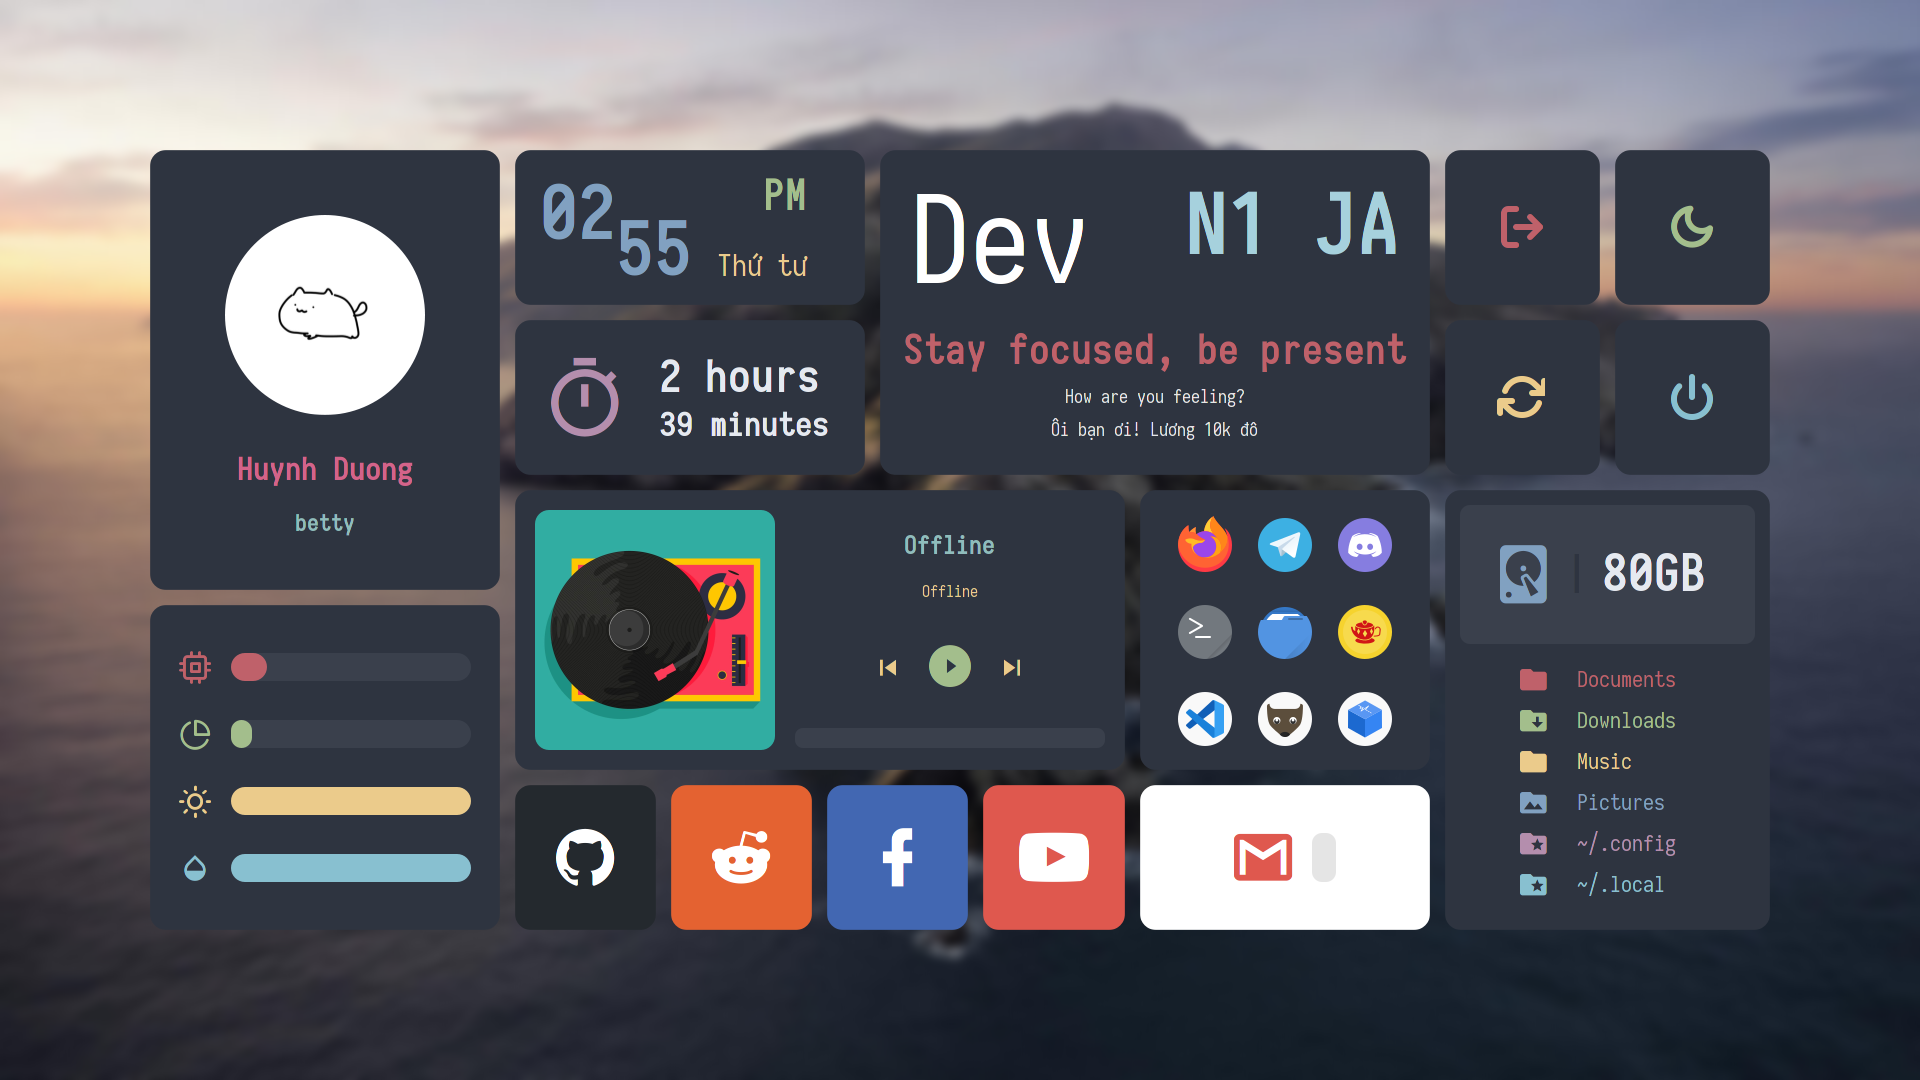 Huynh Duong
betty
02
55
PM
Thứ tư
2 hours
39 minutes
Dev
N1 JA
Stay focused, be present
How are you feeling?
Ôi bạn ơi! Lương 10k đô
Offline
Offline
80GB
Documents
Downloads
Music
Pictures
~/.config
~/.local